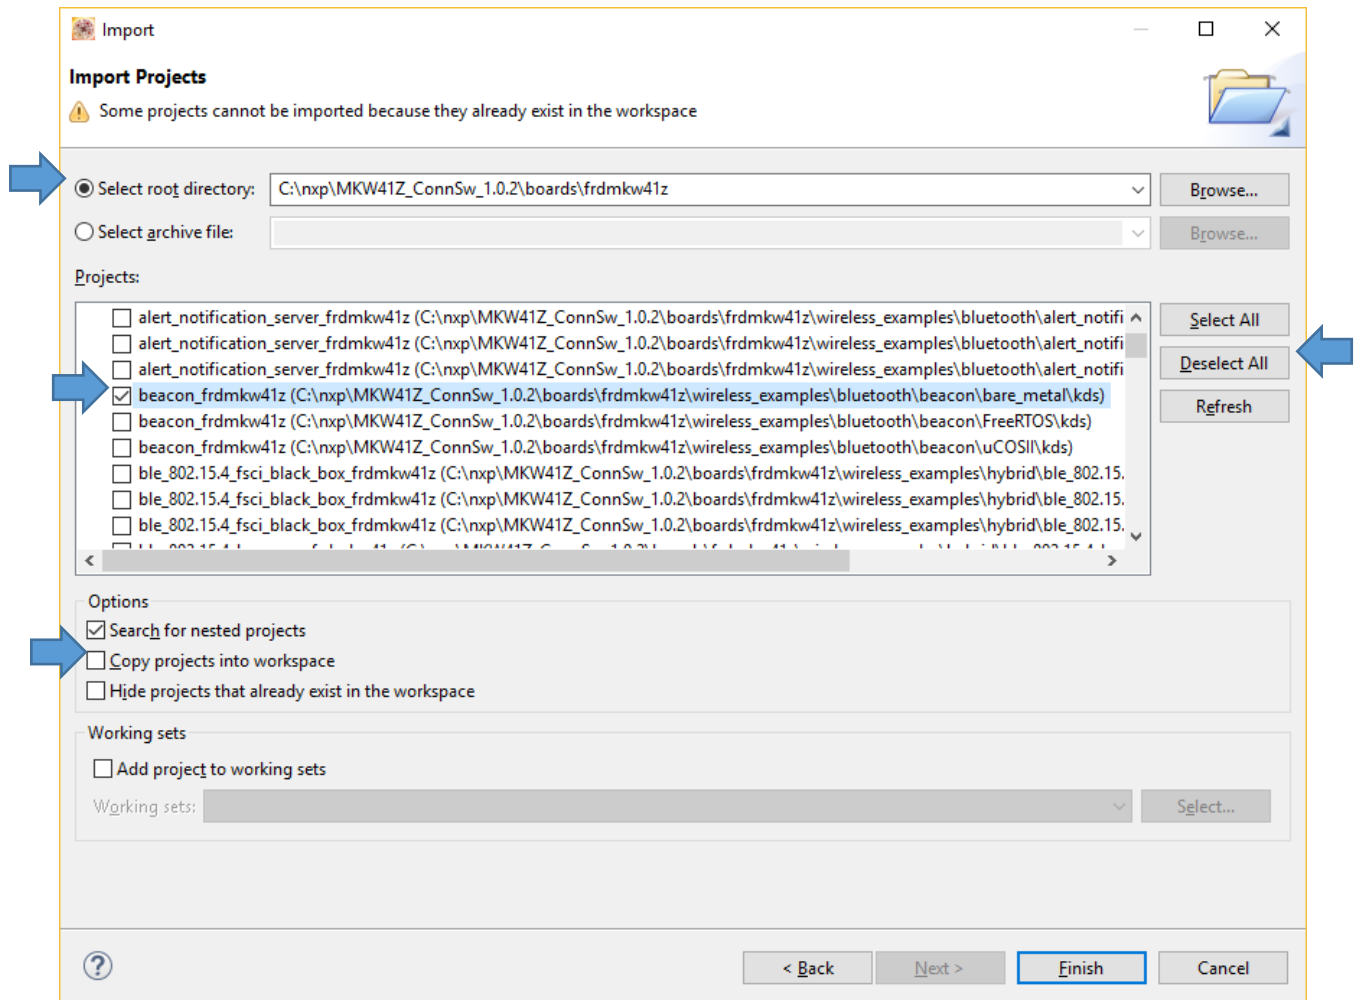 Import
Import Projects
Some projects cannot be imported because they already exist in the workspace
Select root directory: C:\nxp\MKW41Z_ConnSw_1.0.2\boards\frdmkw41z Browse...
Select archive file: Browse...
Projects:
alert_notification_server_frdmkw41z (C:\nxp\MKW41Z_ConnSw_1.0.2\boards\frdmkw41z\wireless_examples\bluetooth\alert_notifi
alert_notification_server_frdmkw41z (C:\nxp\MKW41Z_ConnSw_1.0.2\boards\frdmkw41z\wireless_examples\bluetooth\alert_notifi
alert_notification_server_frdmkw41z (C:\nxp\MKW41Z_ConnSw_1.0.2\boards\frdmkw41z\wireless_examples\bluetooth\alert_notifi
beacon_frdmkw41z (C:\nxp\MKW41Z_ConnSw_1.0.2\boards\frdmkw41z\wireless_examples\bluetooth\beacon\bare_metal\kds)
beacon_frdmkw41z (C:\nxp\MKW41Z_ConnSw_1.0.2\boards\frdmkw41z\wireless_examples\bluetooth\beacon\FreeRTOS\kds)
beacon_frdmkw41z (C:\nxp\MKW41Z_ConnSw_1.0.2\boards\frdmkw41z\wireless_examples\bluetooth\beacon\uCOSII\kds)
ble_802.15.4_fsci_black_box_frdmkw41z (C:\nxp\MKW41Z_ConnSw_1.0.2\boards\frdmkw41z\wireless_examples\hybrid\ble_802.15.
ble_802.15.4_fsci_black_box_frdmkw41z (C:\nxp\MKW41Z_ConnSw_1.0.2\boards\frdmkw41z\wireless_examples\hybrid\ble_802.15.
ble_802.15.4_fsci_black_box_frdmkw41z (C:\nxp\MKW41Z_ConnSw_1.0.2\boards\frdmkw41z\wireless_examples\hybrid\ble_802.15.
Select All
Deselect All
Refresh
Options
Search for nested projects
Copy projects into workspace
Hide projects that already exist in the workspace
Working sets
Add project to working sets
Working sets: Select...
? < Back Next > Finish Cancel